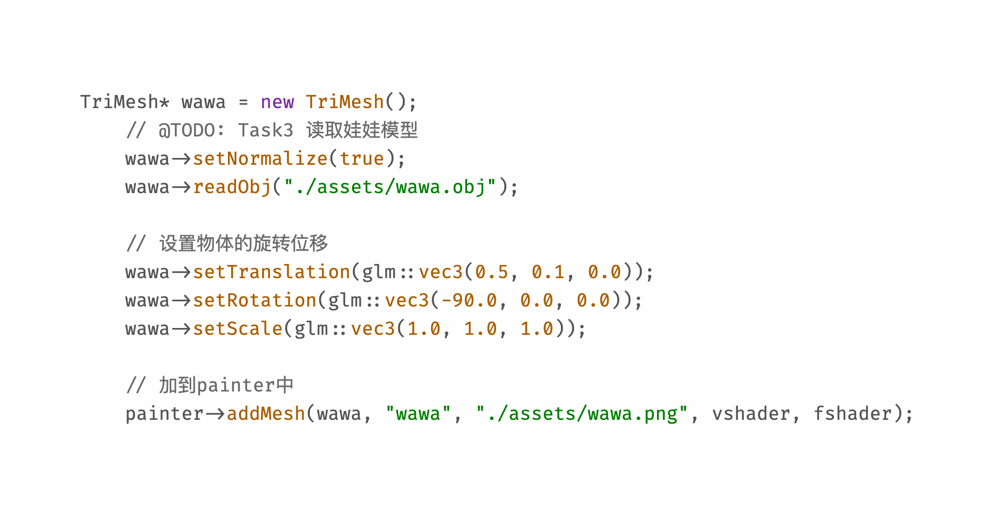 TriMesh* wawa = new TriMesh();
// @TODO: Task3 读取娃娃模型
wawa->setNormalize(true);
wawa->readObj("./assets/wawa.obj");
// 设置物体的旋转位移
wawa->setTranslation(glm::vec3(0.5, 0.1, 0.0));
wawa->setRotation(glm::vec3(-90.0, 0.0, 0.0));
wawa->setScale(glm::vec3(1.0, 1.0, 1.0));
// 加到painter中
painter->addMesh(wawa, "wawa", "./assets/wawa.png", vshader, fshader);